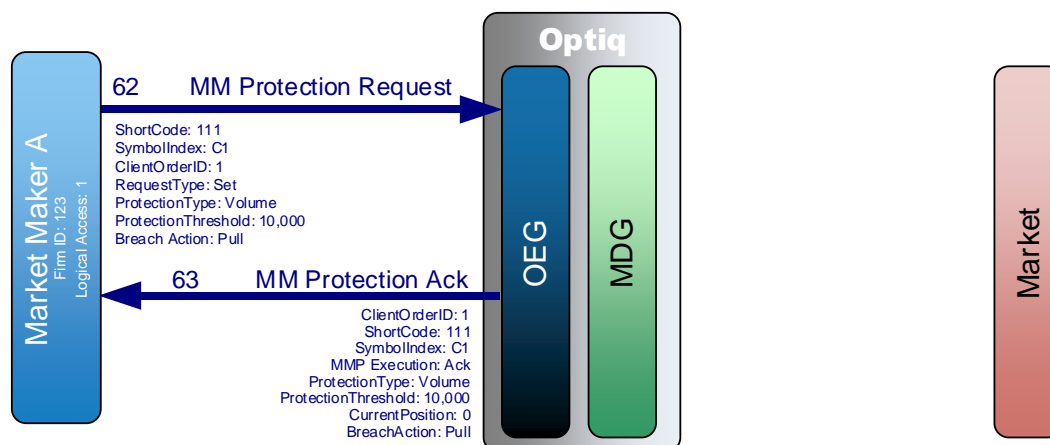 Optiq
Market Maker A
Firm ID: 123
Logical Access: 1
62 MM Protection Request
ShortCode: 111
SymbolIndex: C1
ClientOrderID: 1
RequestType: Set
ProtectionType: Volume
ProtectionThreshold: 10,000
Breach Action: Pull
63 MM Protection Ack
ClientOrderID: 1
ShortCode: 111
SymbolIndex: C1
MMP Execution: Ack
ProtectionType: Volume
ProtectionThreshold: 10,000
CurrentPosition: 0
BreachAction: Pull
OEG
MDG
Market